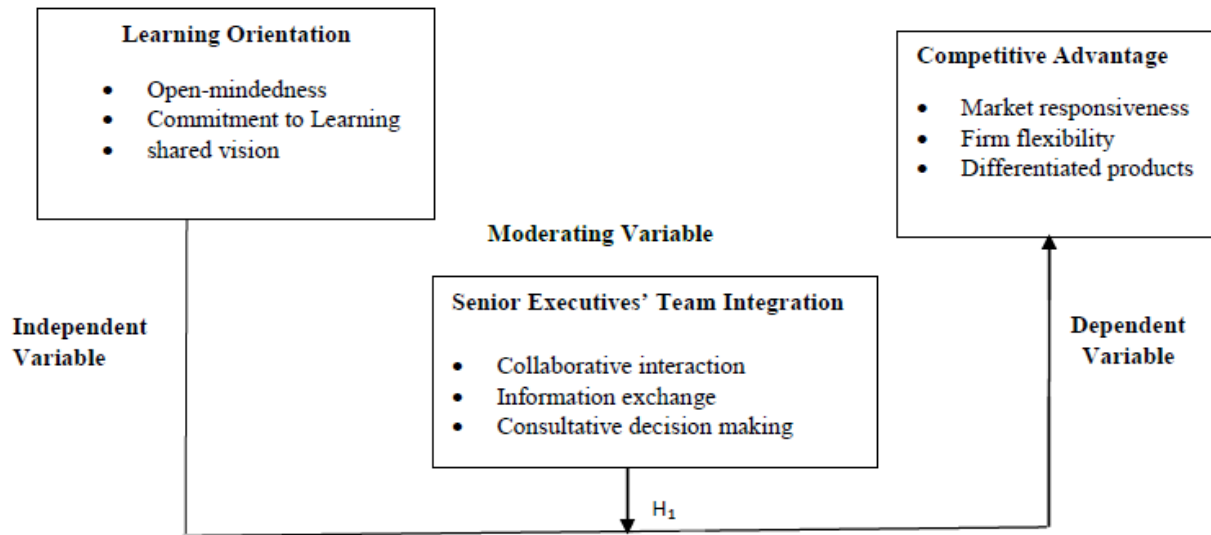 Learning Orientation
• Open-mindedness
• Commitment to Learning
• shared vision
Competitive Advantage
• Market responsiveness
• Firm flexibility
• Differentiated products
Moderating Variable
Senior Executives’ Team Integration
• Collaborative interaction
• Information exchange
• Consultative decision making
Independent
Variable
Dependent
Variable
H₁